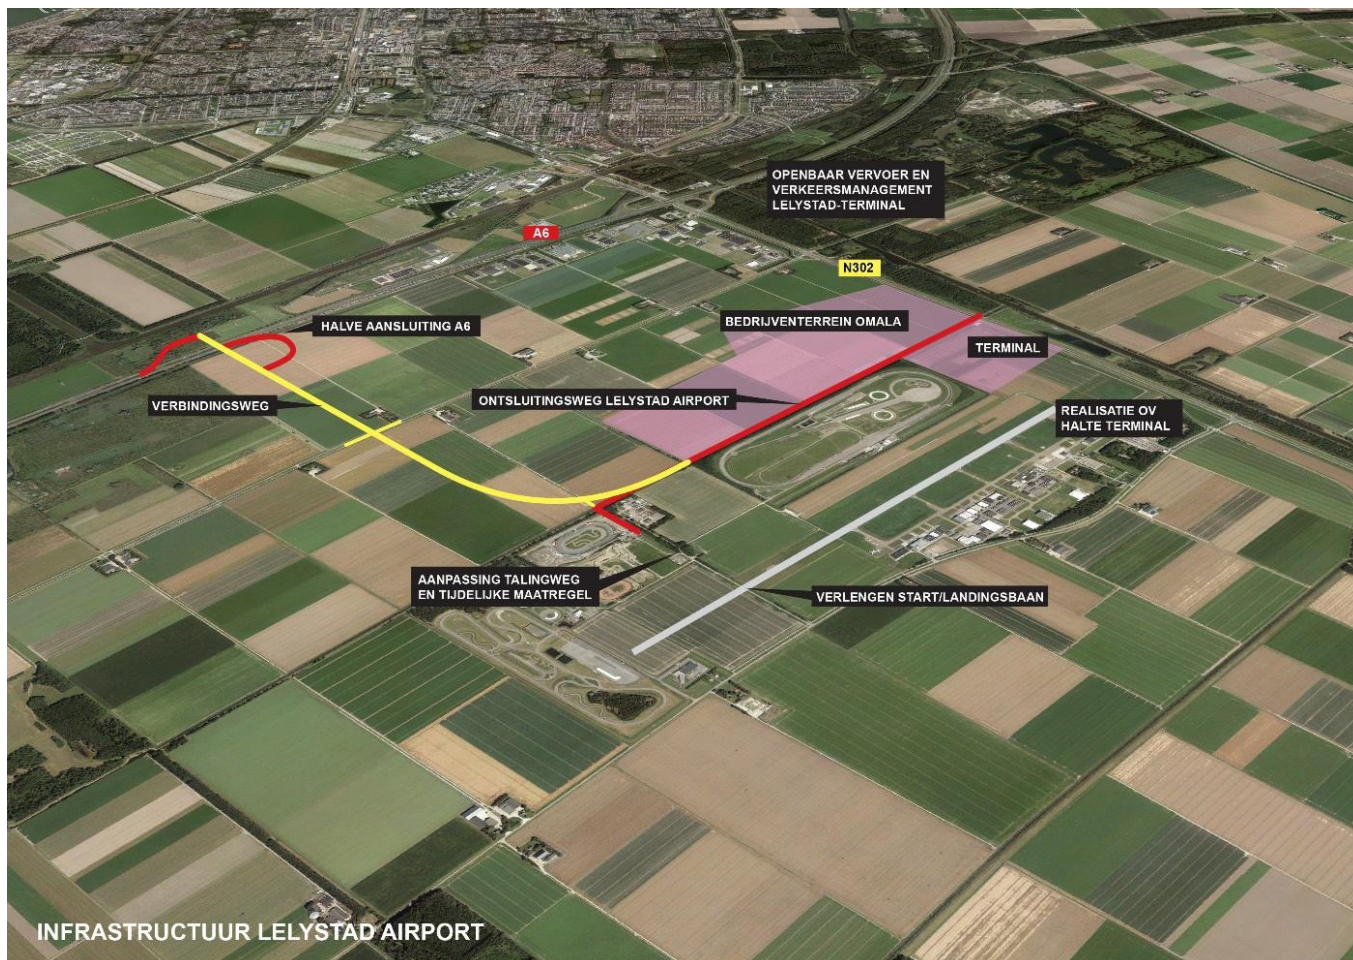 OPENBAAR VERVOER EN
VERKEERSMANAGEMENT
LELYSTAD-TERMINAL
A6
N302
HALVE AANSLUITING A6
BEDRIJVENTERREIN OMALA
TERMINAL
VERBINDINGSWEG
ONTSLUITINGSWEG LELYSTAD AIRPORT
REALISATIE OV
HALTE TERMINAL
AANPASSING TALINGWEG
EN TIJDELIJKE MAATREGEL
VERLENGEN START/LANDINGSBAAN
INFRASTRUCTUUR LELYSTAD AIRPORT